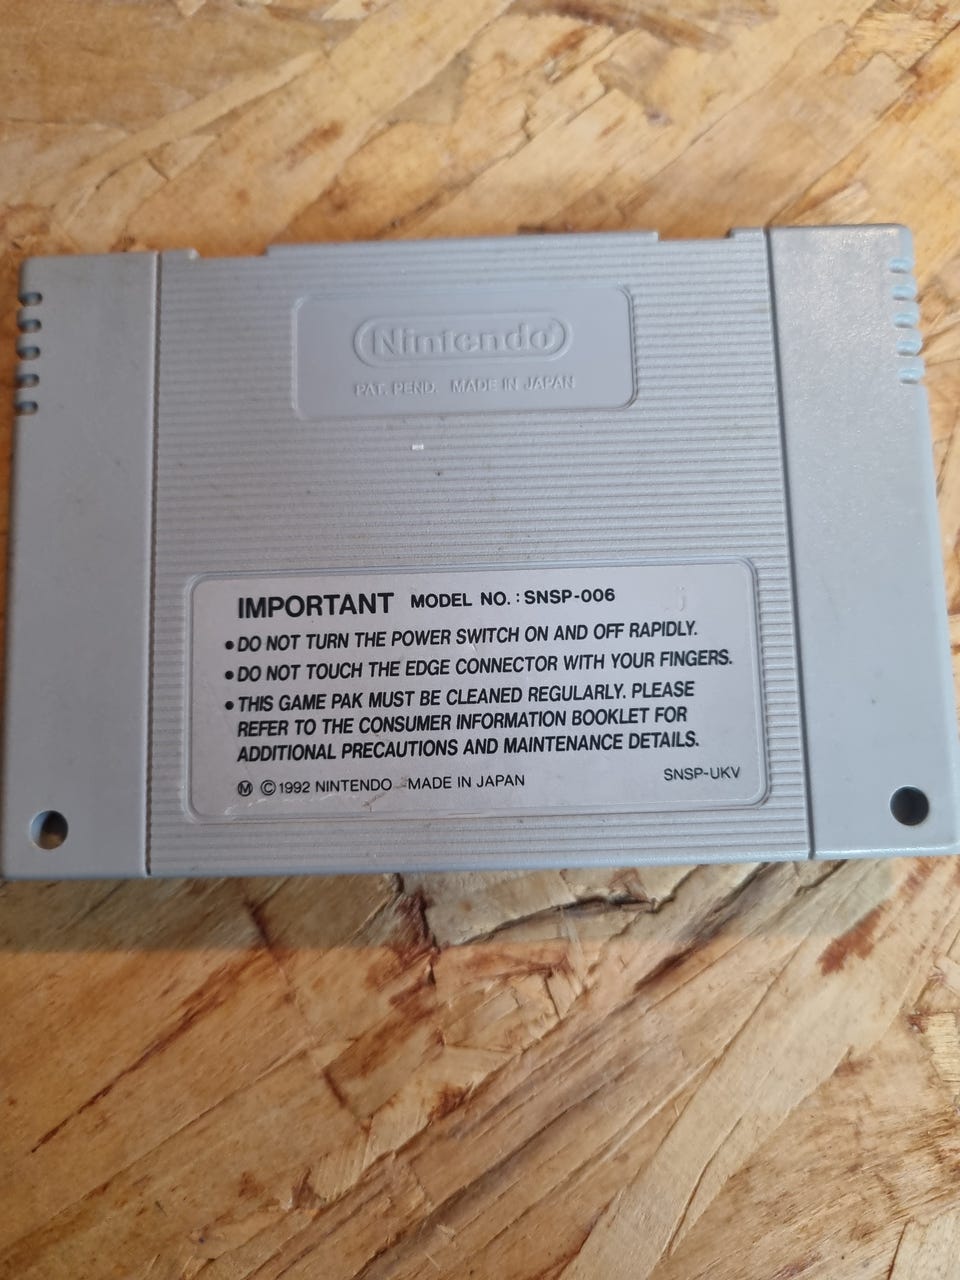 Nintendo®
PAT. PEND. MADE IN JAPAN
IMPORTANT MODEL NO. : SNSP-006
• DO NOT TURN THE POWER SWITCH ON AND OFF RAPIDLY.
• DO NOT TOUCH THE EDGE CONNECTOR WITH YOUR FINGERS.
• THIS GAME PAK MUST BE CLEANED REGULARLY. PLEASE
REFER TO THE CONSUMER INFORMATION BOOKLET FOR
ADDITIONAL PRECAUTIONS AND MAINTENANCE DETAILS.
Ⓜ © 1992 NINTENDO MADE IN JAPAN SNSP-UKV